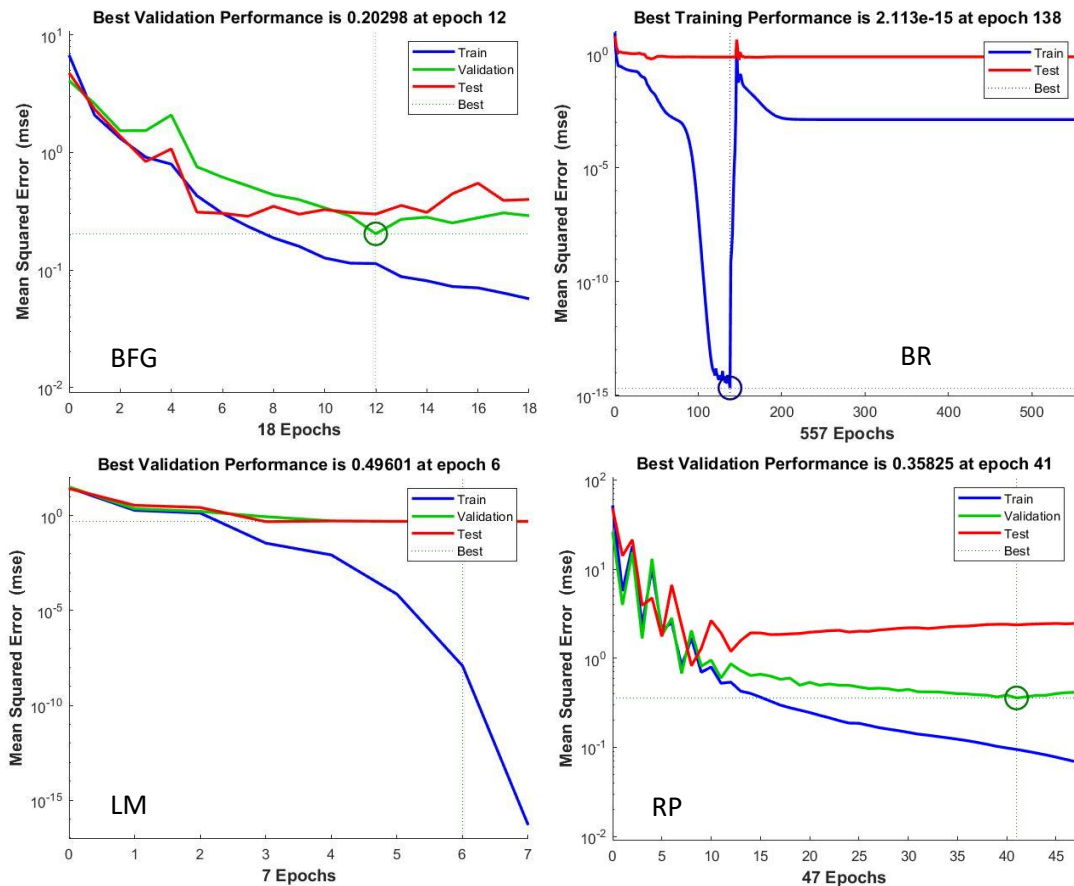 Best Validation Performance is 0.20298 at epoch 12
Mean Squared Error (mse)
10^1
10^0
10^-1
10^-2
Train
Validation
Test
Best
BFG
0 2 4 6 8 10 12 14 16 18
18 Epochs
Best Training Performance is 2.113e-15 at epoch 138
Mean Squared Error (mse)
10^0
10^-5
10^-10
10^-15
Train
Test
Best
BR
0 100 200 300 400 500
557 Epochs
Best Validation Performance is 0.49601 at epoch 6
Mean Squared Error (mse)
10^0
10^-5
10^-10
10^-15
Train
Validation
Test
Best
LM
0 1 2 3 4 5 6 7
7 Epochs
Best Validation Performance is 0.35825 at epoch 41
Mean Squared Error (mse)
10^2
10^1
10^0
10^-1
10^-2
Train
Validation
Test
Best
RP
0 5 10 15 20 25 30 35 40 45
47 Epochs